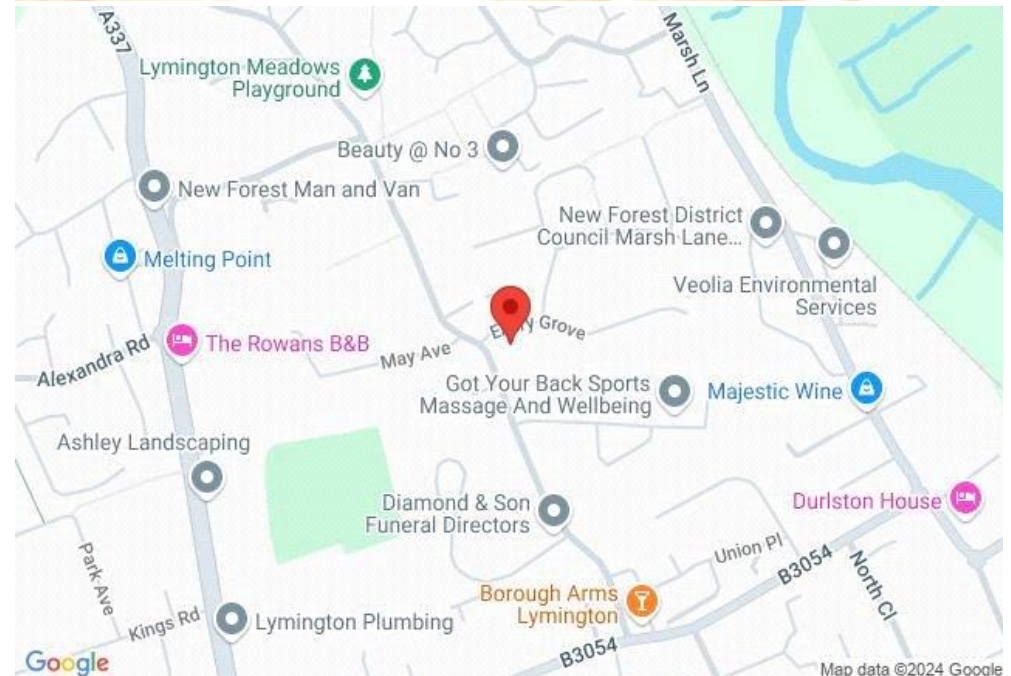 A337
Marsh Ln
Lymington Meadows
Playground
Beauty @ No 3
New Forest Man and Van
New Forest District
Council Marsh Lane...
Melting Point
Veolia Environmental
Services
Grove
The Rowans B&B
May Ave
Alexandra Rd
Got Your Back Sports
Massage And Wellbeing
Majestic Wine
Ashley Landscaping
Diamond & Son
Funeral Directors
Durlston House
Union Pl
B3054
North Cl
Park Ave
Borough Arms
Lymington
Kings Rd
Lymington Plumbing
B3054
Google
Map data ©2024 Google